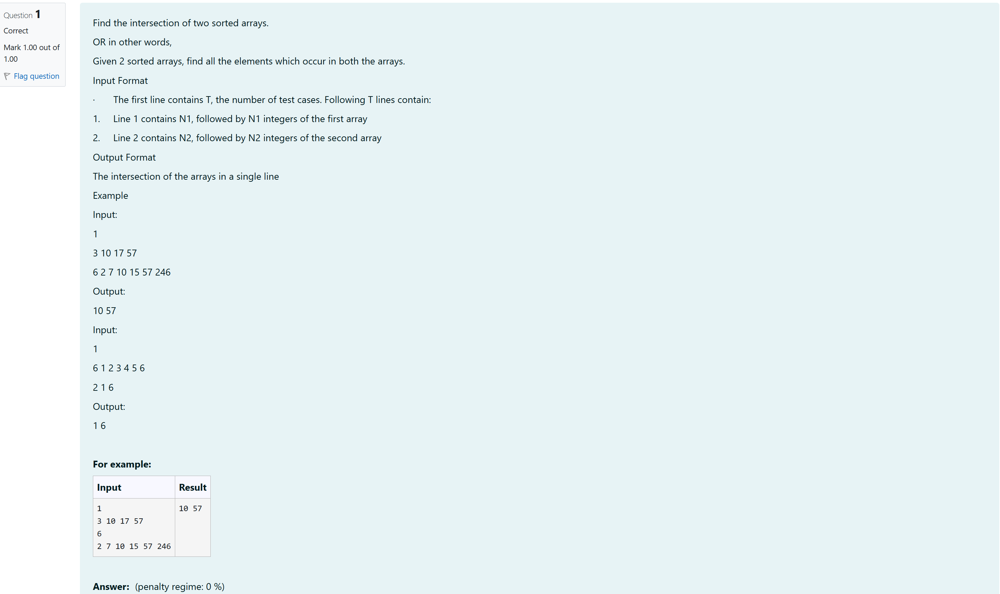 Question 1
Correct
Mark 1.00 out of
1.00
Flag question
Find the intersection of two sorted arrays.
OR in other words,
Given 2 sorted arrays, find all the elements which occur in both the arrays.
Input Format
· The first line contains T, the number of test cases. Following T lines contain:
1. Line 1 contains N1, followed by N1 integers of the first array
2. Line 2 contains N2, followed by N2 integers of the second array
Output Format
The intersection of the arrays in a single line
Example
Input:
1
3 10 17 57
6 2 7 10 15 57 246
Output:
10 57
Input:
1
6 1 2 3 4 5 6
2 1 6
Output:
1 6
For example:
Input Result
1 10 57
3 10 17 57
6
2 7 10 15 57 246
Answer: (penalty regime: 0 %)